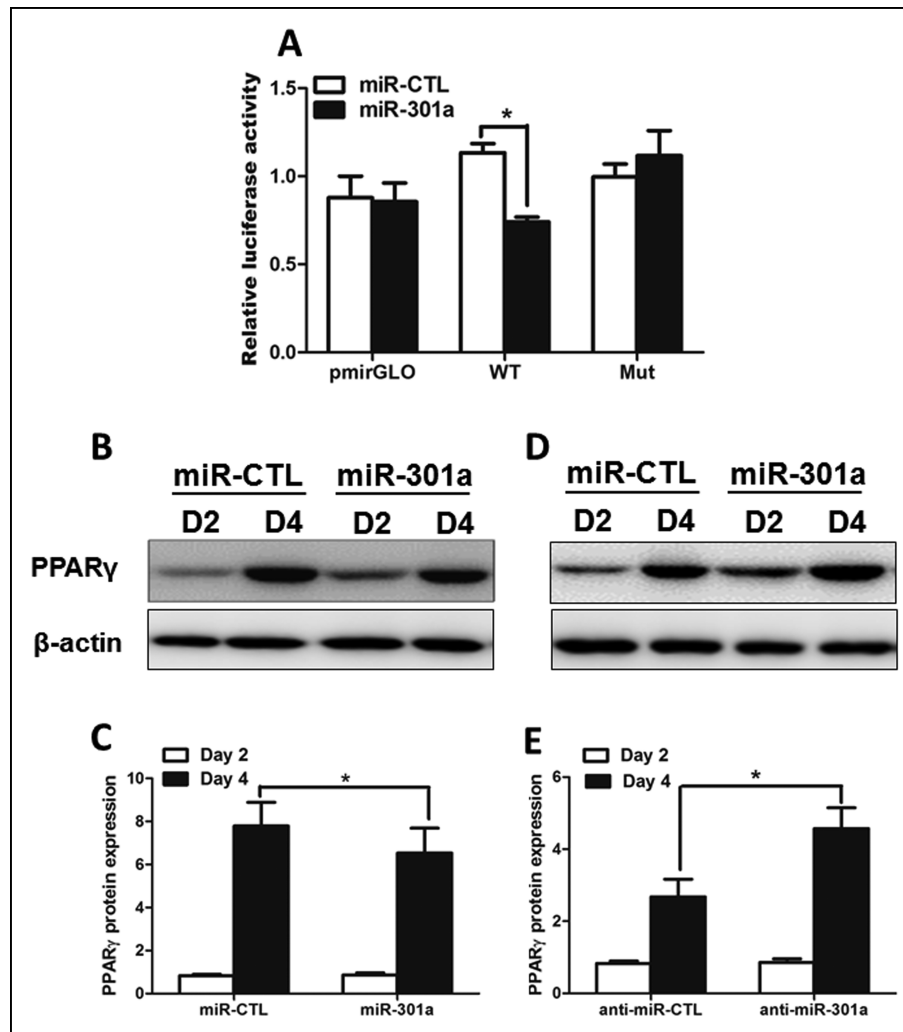 A
miR-CTL
miR-301a
*
Relative luciferase activity
1.5
1.0
0.5
0.0
pmirGLO WT Mut
B
miR-CTL miR-301a
D2 D4 D2 D4
PPARγ
β-actin
D
miR-CTL miR-301a
D2 D4 D2 D4
C
Day 2
Day 4
*
PPARγ protein expression
10
8
6
4
2
0
miR-CTL miR-301a
E
Day 2
Day 4
*
PPARγ protein expression
6
4
2
0
anti-miR-CTL anti-miR-301a